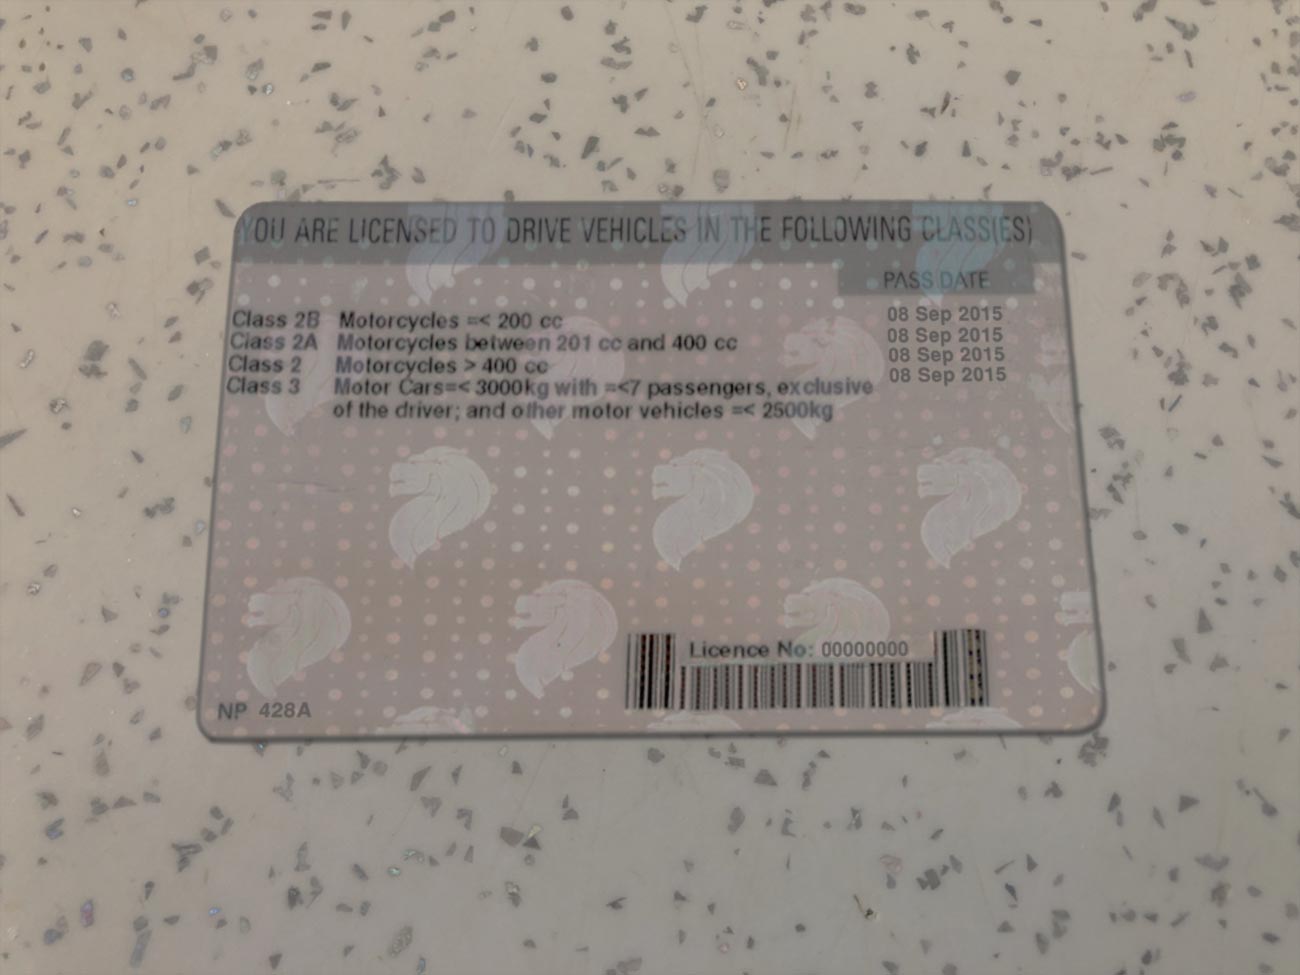 YOU ARE LICENSED TO DRIVE VEHICLES IN THE FOLLOWING CLASS(ES)
PASS DATE
Class 2B Motorcycles =< 200 cc 08 Sep 2015
Class 2A Motorcycles between 201 cc and 400 cc 08 Sep 2015
Class 2 Motorcycles > 400 cc 08 Sep 2015
Class 3 Motor Cars=< 3000kg with =<7 passengers, exclusive 08 Sep 2015
of the driver; and other motor vehicles =< 2500kg
Licence No: 00000000
NP 428A